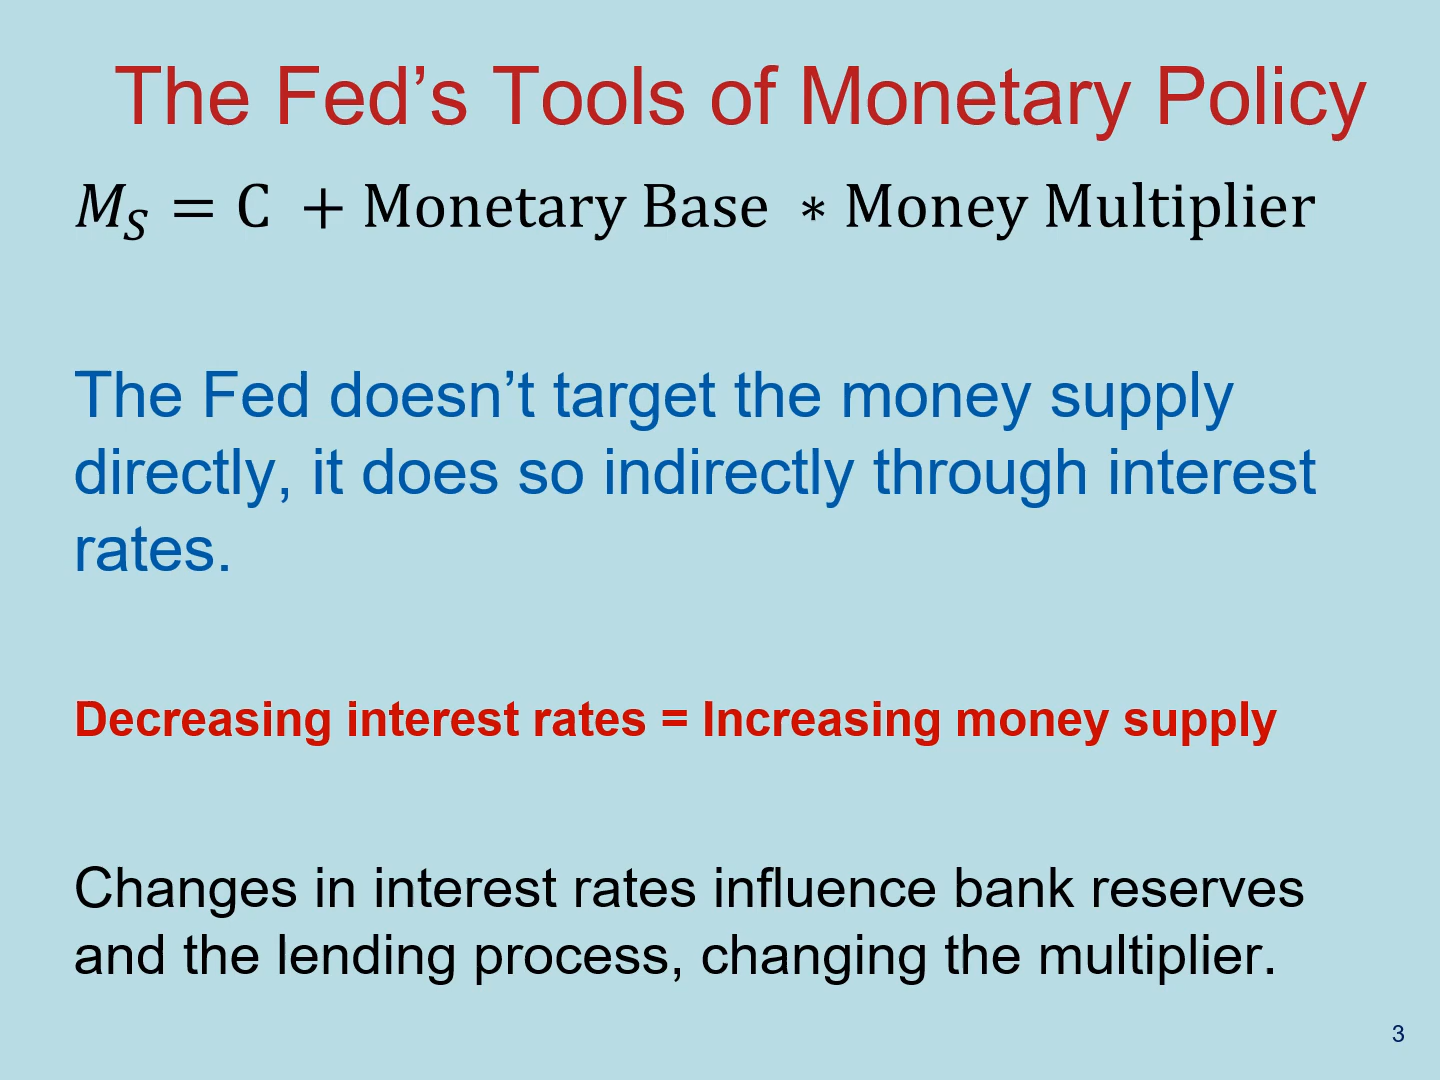 The Fed’s Tools of Monetary Policy
𝑀𝑆 = C + Monetary Base ∗ Money Multiplier
The Fed doesn’t target the money supply
directly, it does so indirectly through interest
rates.
Decreasing interest rates = Increasing money supply
Changes in interest rates influence bank reserves
and the lending process, changing the multiplier.
3